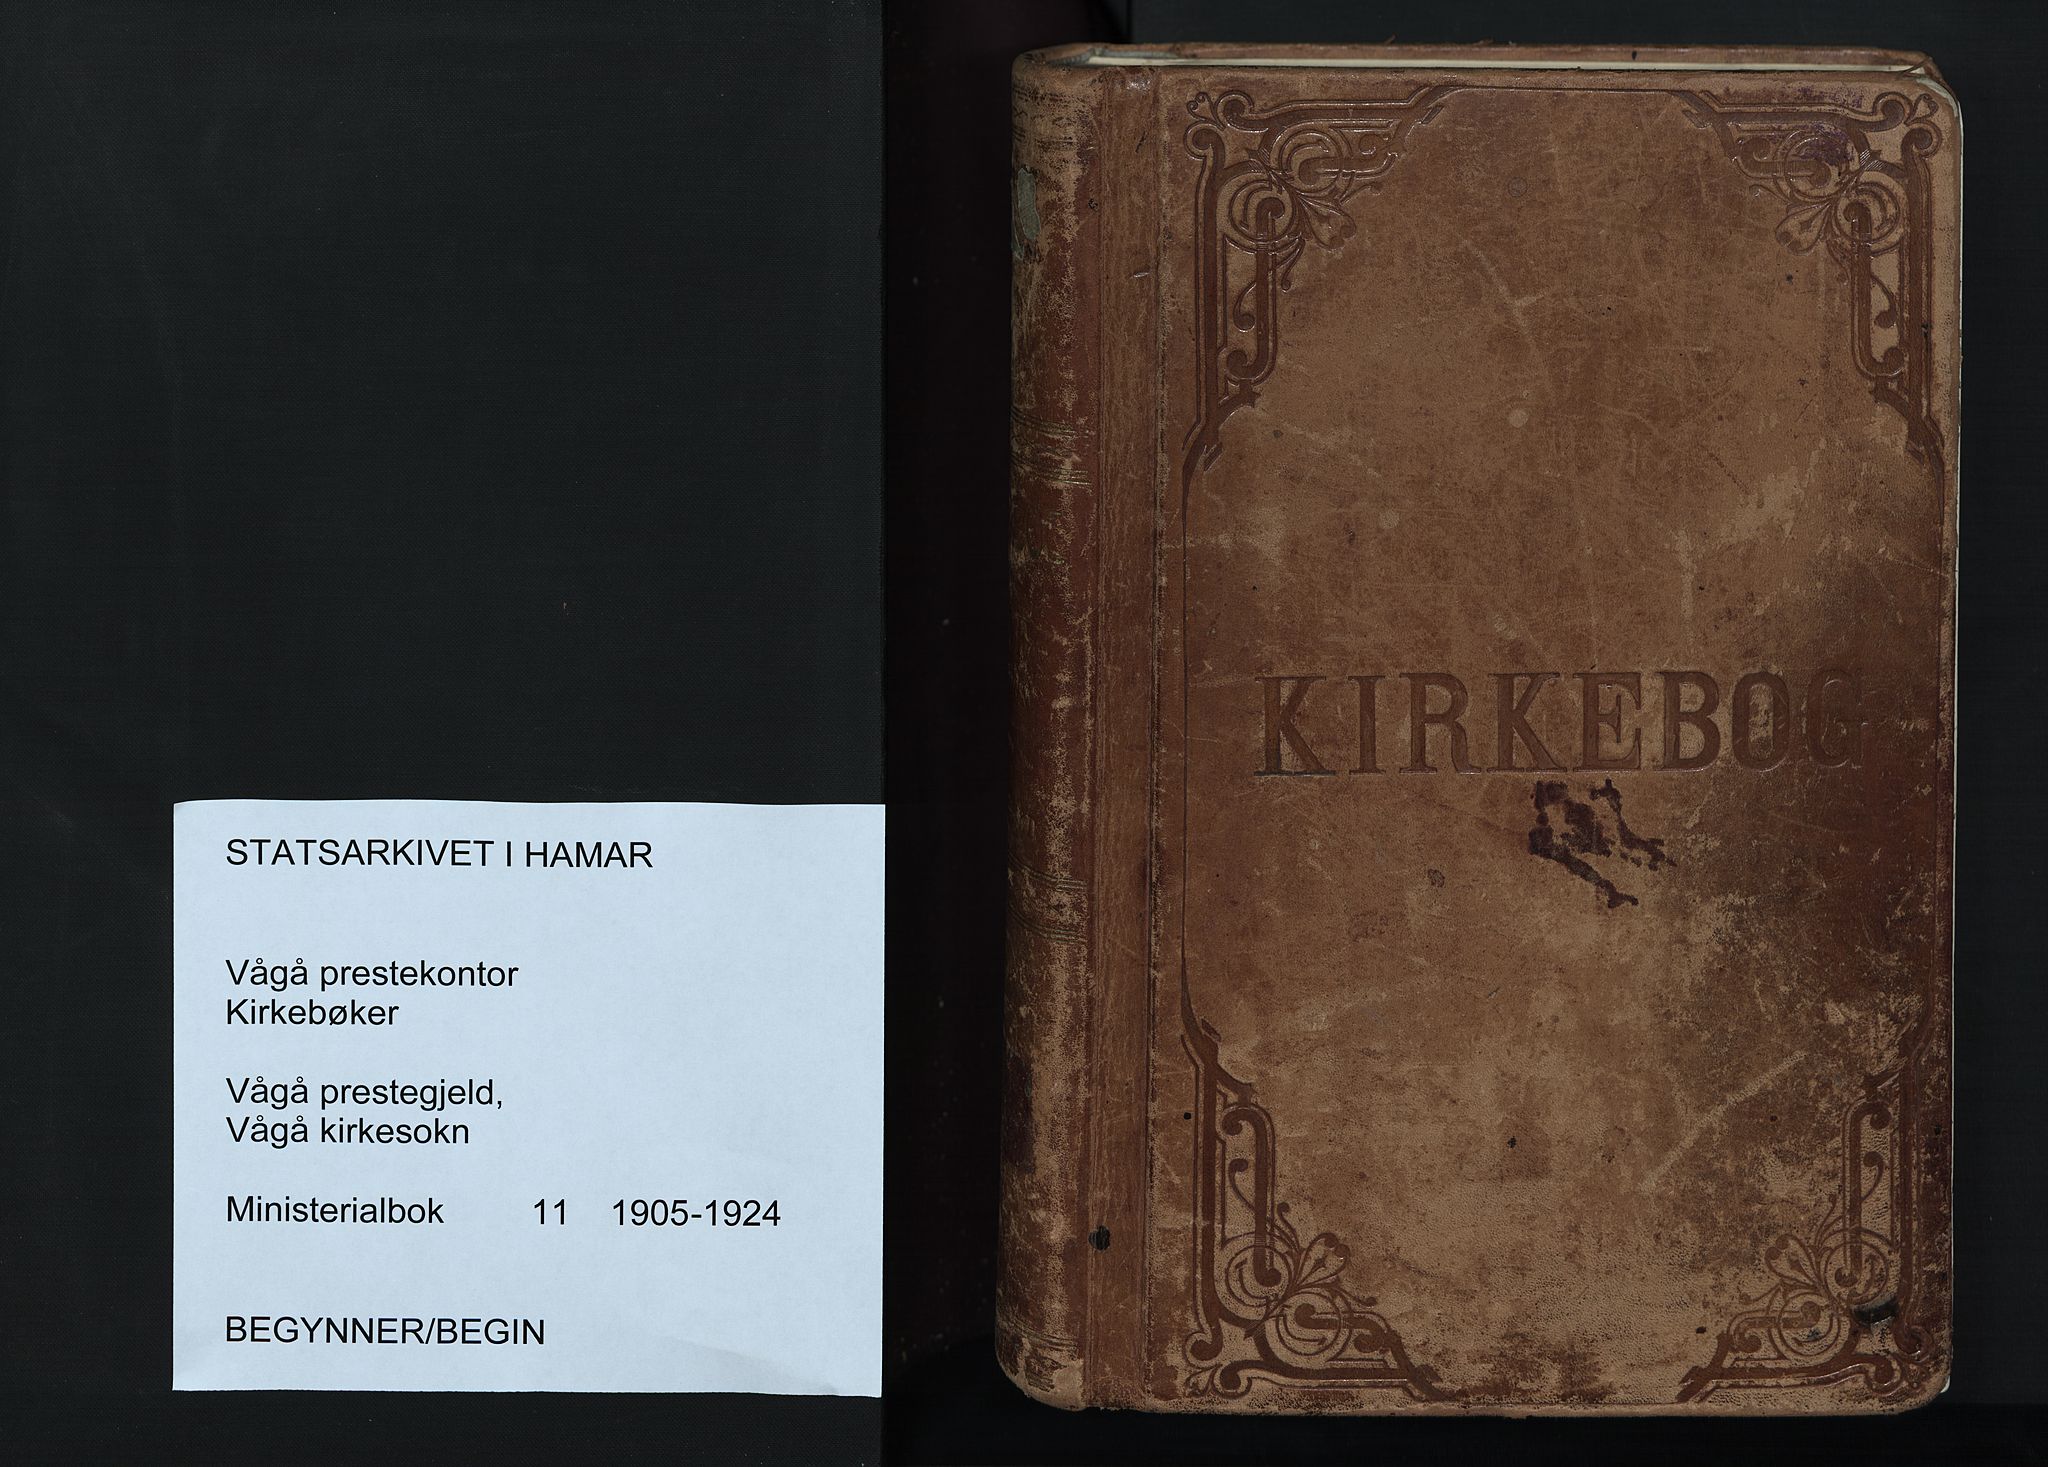 STATSARKIVET I HAMAR
Vågå prestekontor
Kirkebøker
Vågå prestegjeld,
Vågå kirkesokn
Ministerialbok 11 1905-1924
BEGYNNER/BEGIN
KIRKEBOG